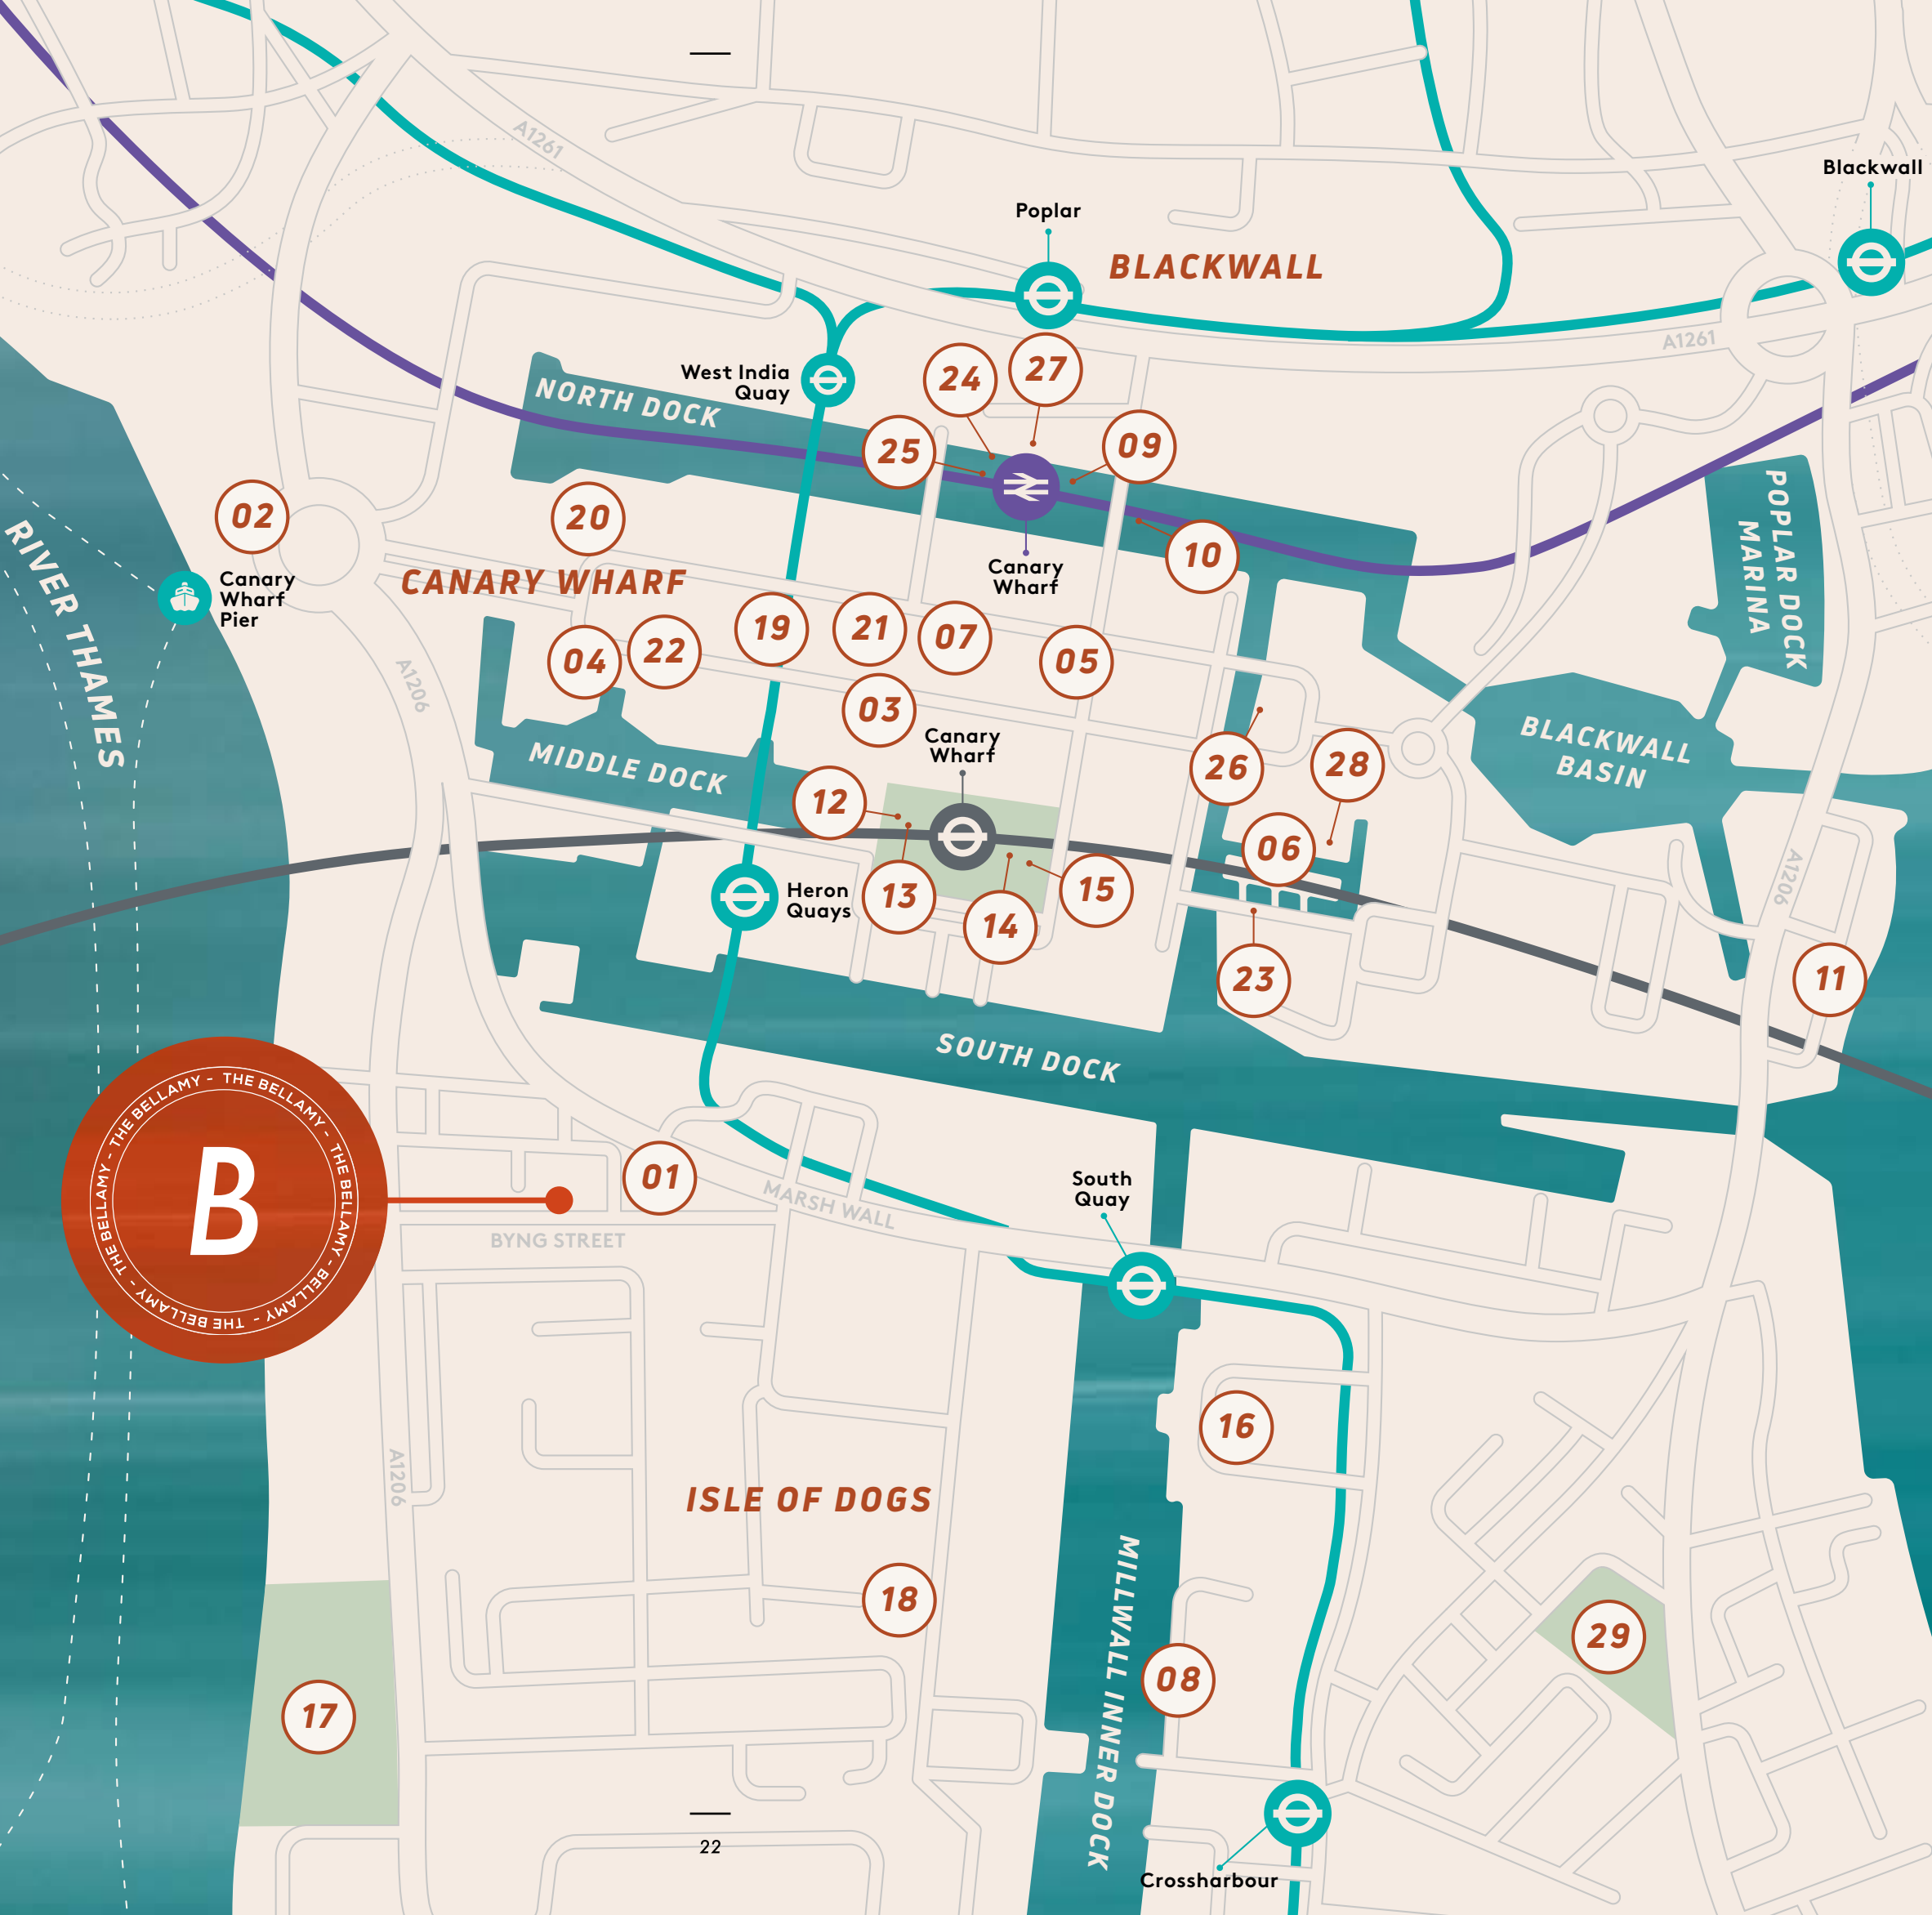 A1261
Blackwall
Poplar
BLACKWALL
A1261
West India
Quay
24
27
NORTH DOCK
25
09
POPLAR DOCK
MARINA
02
20
10
RIVER THAMES
Canary
Wharf
Pier
CANARY WHARF
Canary
Wharf
19
21
07
05
04
22
A1206
03
Canary
Wharf
MIDDLE DOCK
26
28
BLACKWALL
BASIN
12
06
A1206
Heron
Quays
13
15
14
23
11
SOUTH DOCK
THE BELLAMY - THE BELLAMY - BELLAMY - THE BELLAMY - THE BELLAMY - THE BELLAMY -
B
01
MARSH WALL
South
Quay
BYNG STREET
16
A1206
ISLE OF DOGS
MILLWALL INNER DOCK
18
29
08
17
22
Crossharbour